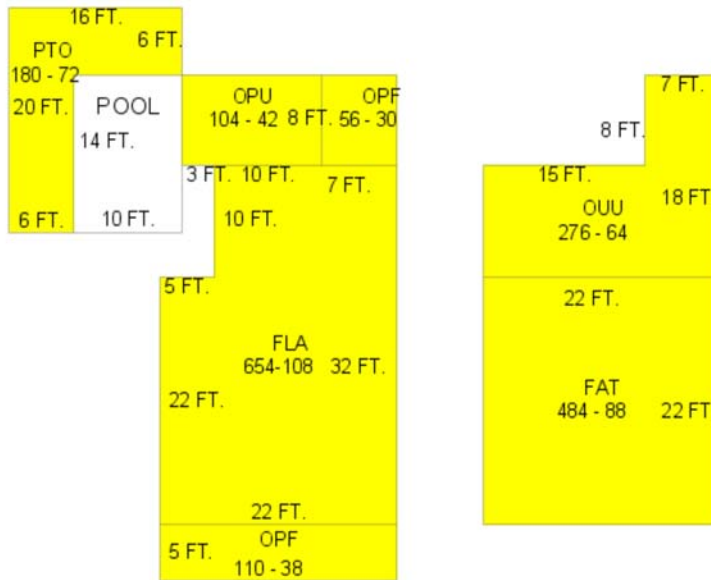 16 FT.
6 FT.
PTO
180 - 72
20 FT.
POOL
14 FT.
6 FT.
10 FT.
OPU
104 - 42
8 FT.
OPF
56 - 30
3 FT.
10 FT.
7 FT.
10 FT.
5 FT.
FLA
654-108
32 FT.
22 FT.
22 FT.
5 FT.
OPF
110 - 38
7 FT.
8 FT.
15 FT.
OUU
276 - 64
18 FT
22 FT.
FAT
484 - 88
22 FT